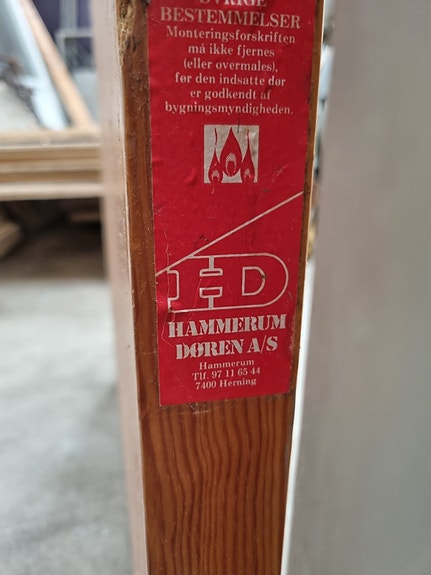 ØVRIGE
BESTEMMELSER
Monteringsforskriften
må ikke fjernes
(eller overmales),
før den indsatte dør
er godkendt af
bygningsmyndigheden.
HD
HAMMERUM
DØREN A/S
Hammerum
Tlf. 97 11 65 44
7400 Herning